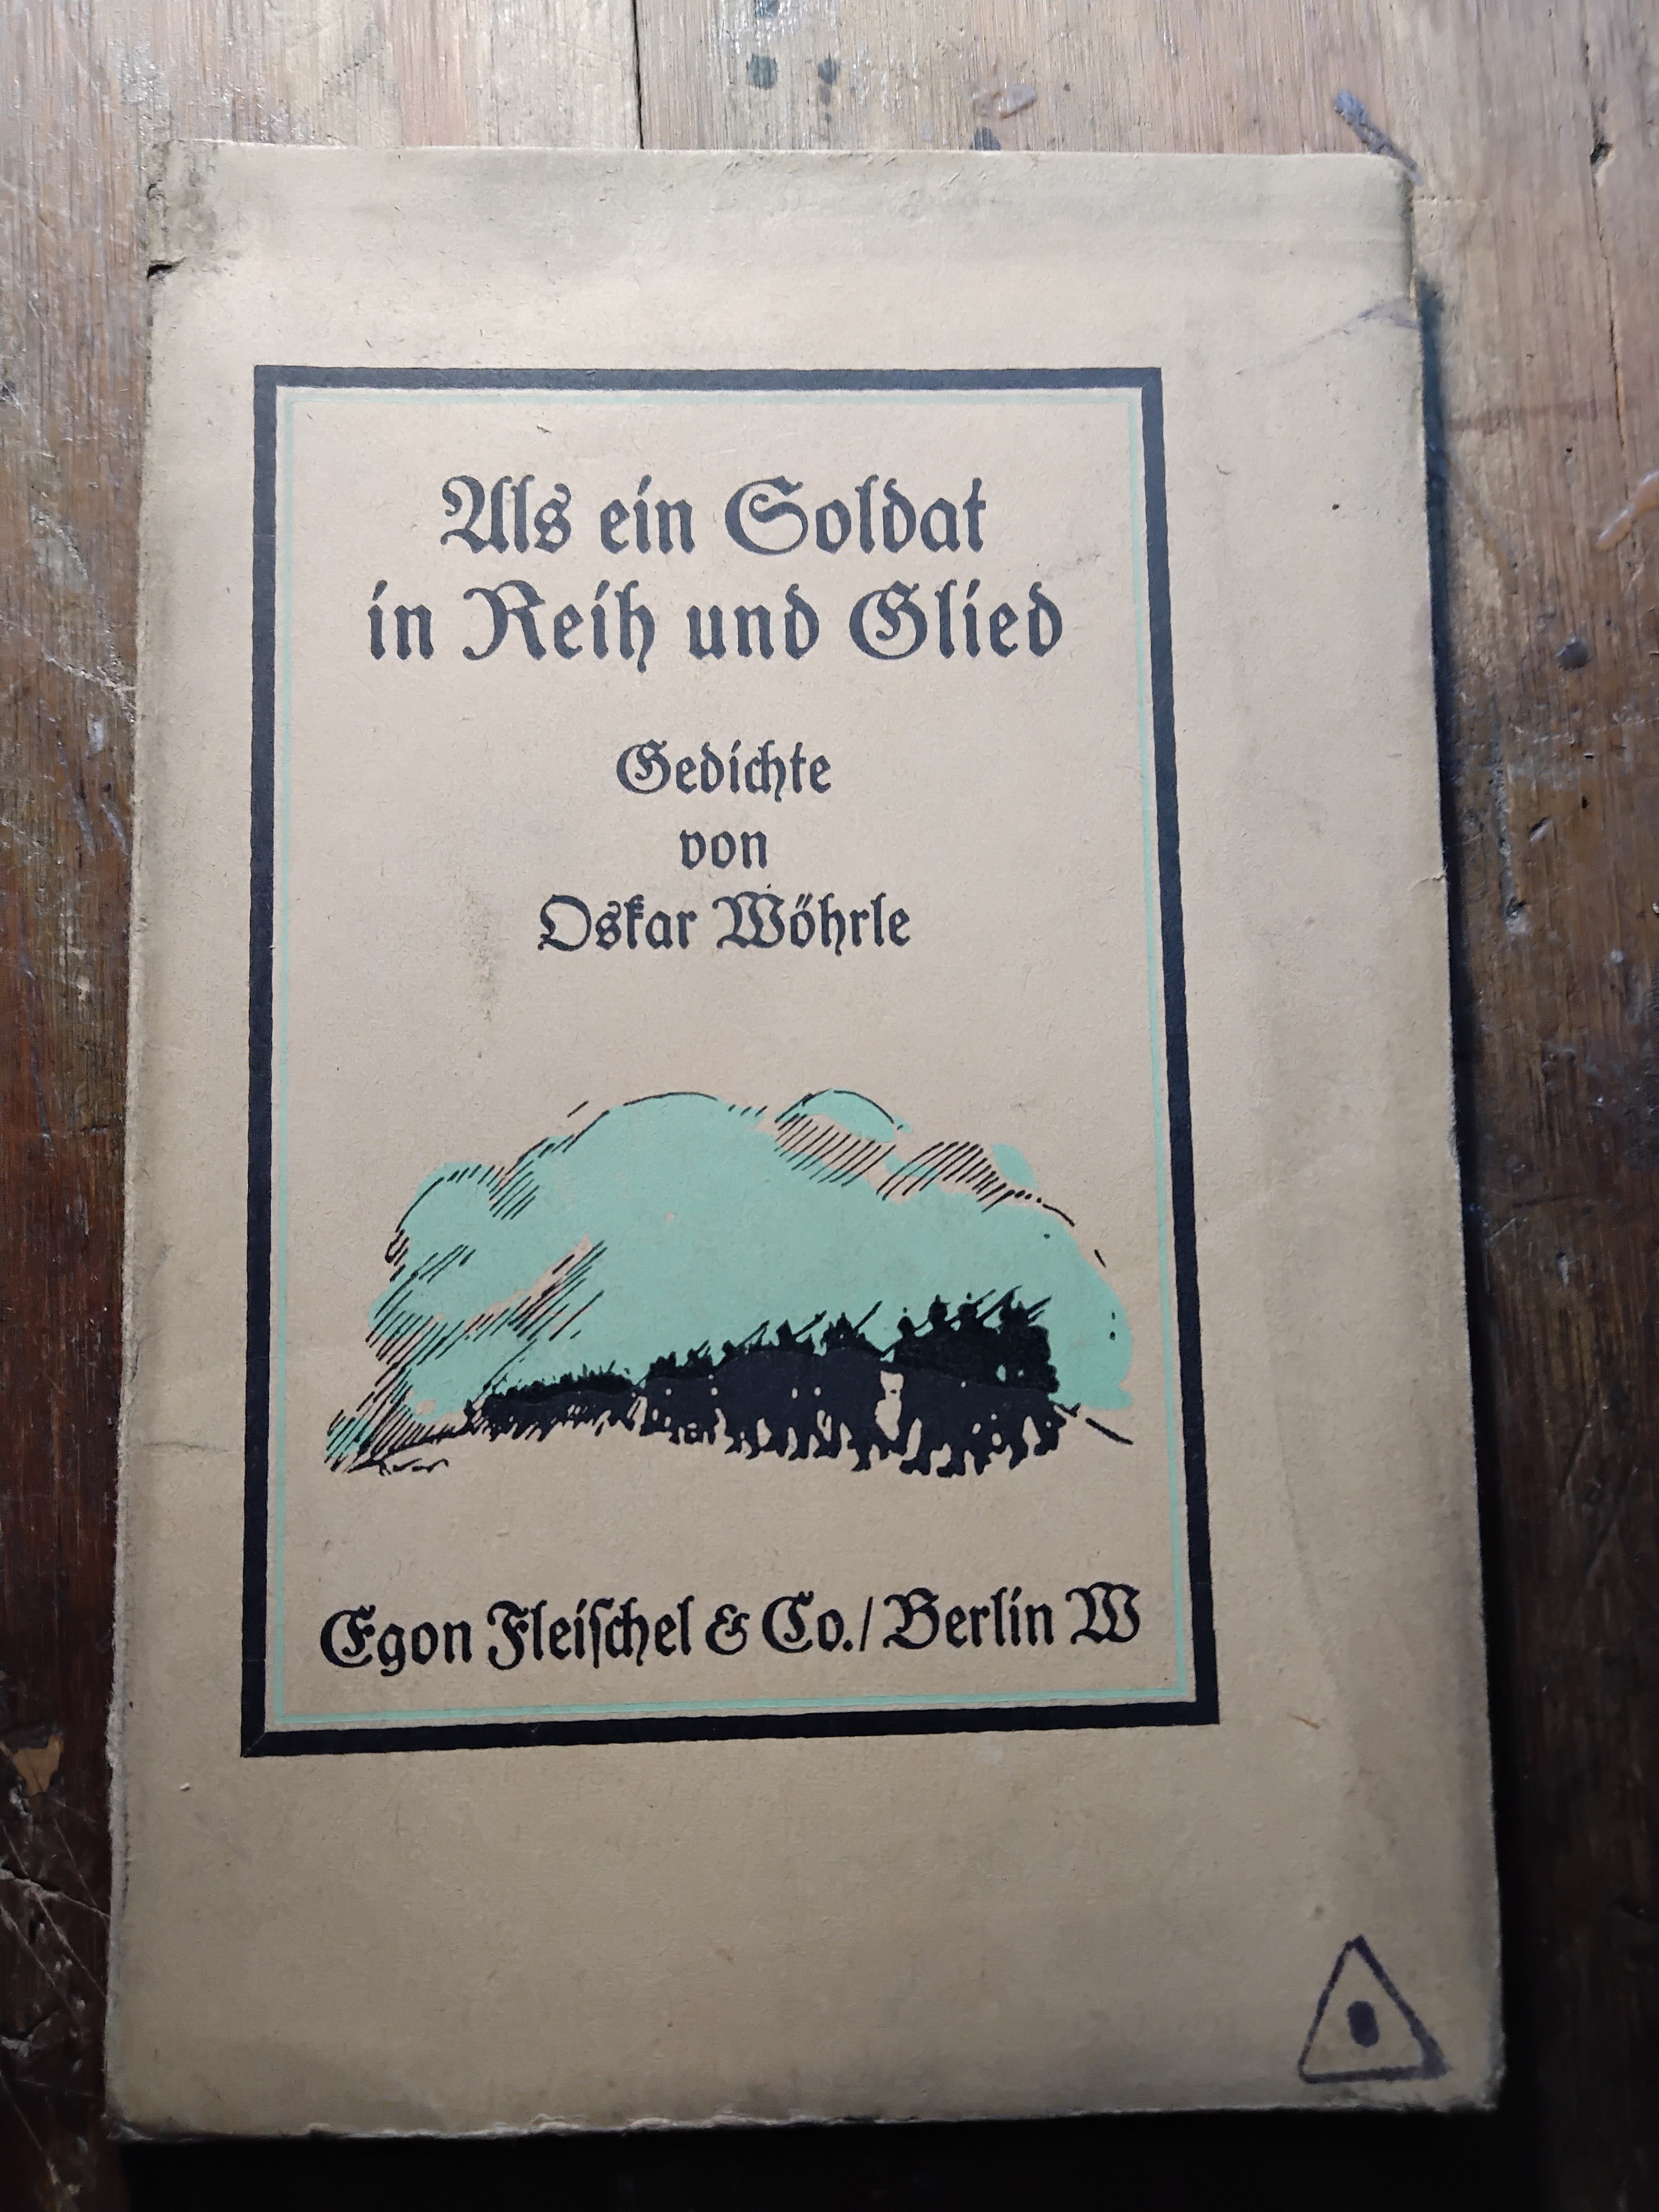 Als ein Soldat
in Reih und Glied
Gedichte
von
Oskar Wöhrle
Egon Fleischel & Co. / Berlin W